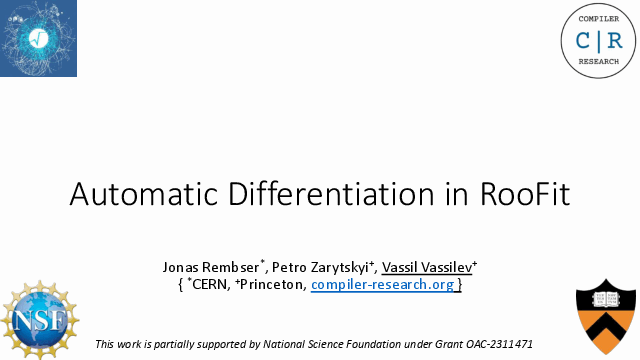 COMPILER
C|R
RESEARCH
Automatic Differentiation in RooFit
Jonas Rembser*, Petro Zarytskyi+, Vassil Vassilev+
{ *CERN, +Princeton, compiler-research.org }
NSF
This work is partially supported by National Science Foundation under Grant OAC-2311471